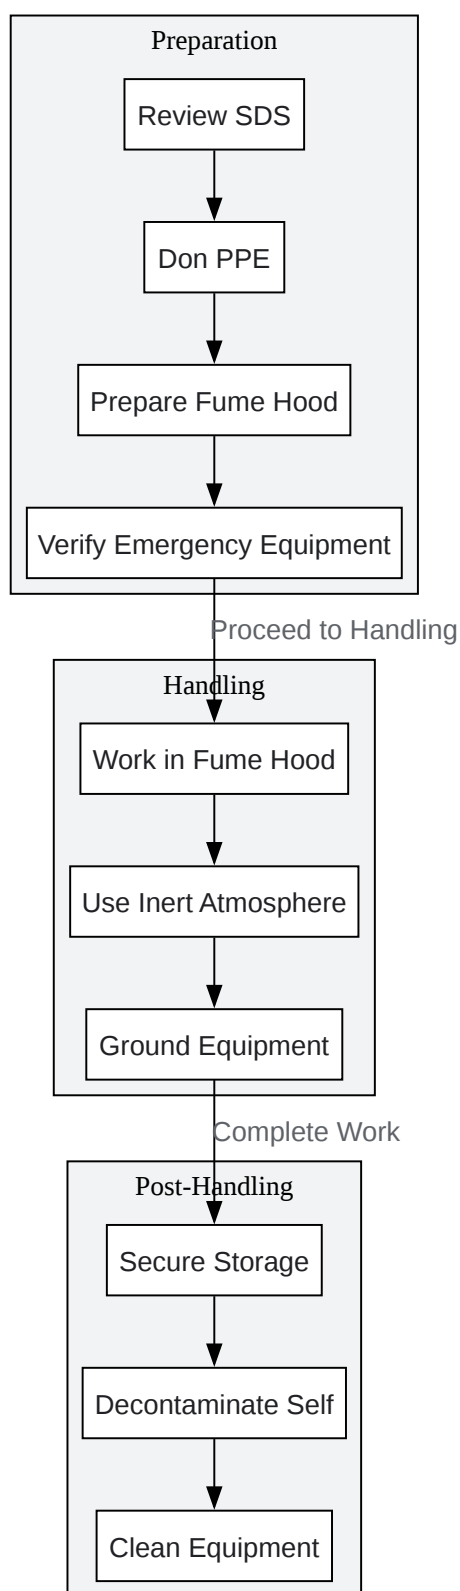 Preparation
Review SDS
Don PPE
Prepare Fume Hood
Verify Emergency Equipment
Proceed to Handling
Handling
Work in Fume Hood
Use Inert Atmosphere
Ground Equipment
Complete Work
Post-Handling
Secure Storage
Decontaminate Self
Clean Equipment